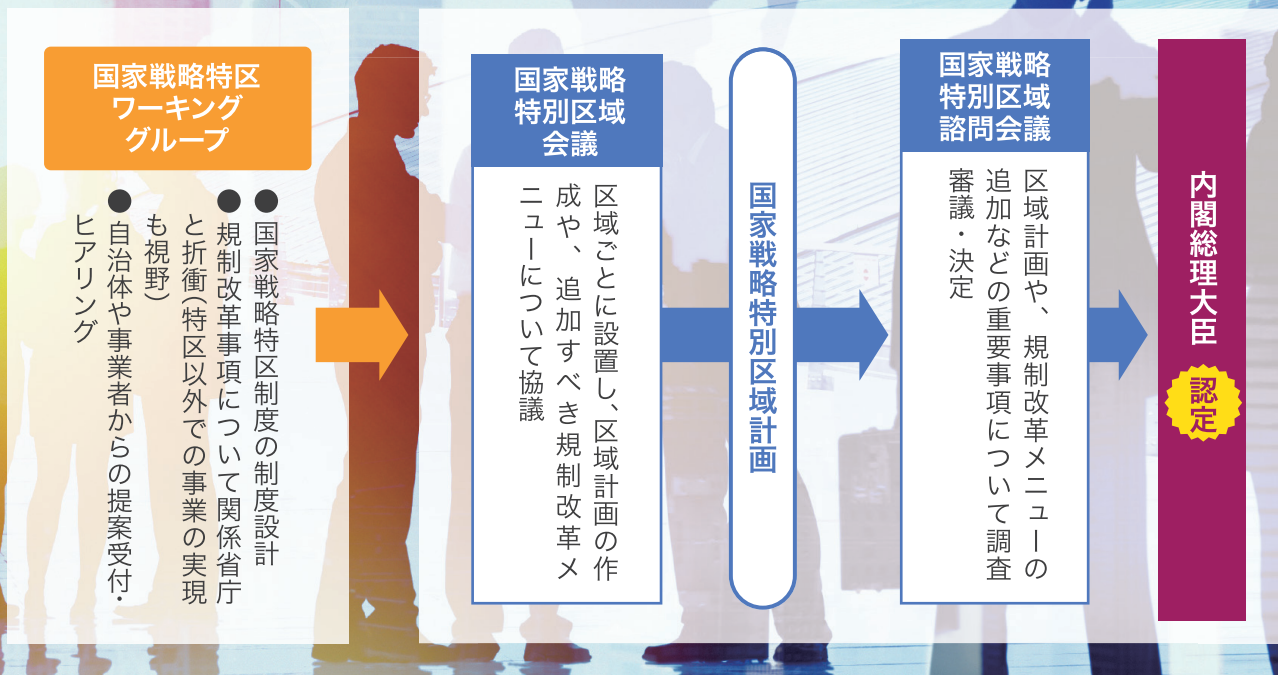 国家戦略特区
ワーキング
グループ
●国家戦略特区制度の制度設計
●規制改革事項について関係省庁
と折衝(特区以外での事業の実現
も視野)
●自治体や事業者からの提案受付・
ヒアリング
国家戦略
特別区域
会議
区域ごとに設置し、区域計画の作
成や、追加すべき規制改革メ
ニューについて協議
国家戦略特別区域計画
国家戦略
特別区域
諮問会議
区域計画や、規制改革メニューの
追加などの重要事項について調査
審議・決定
内閣総理大臣
認定